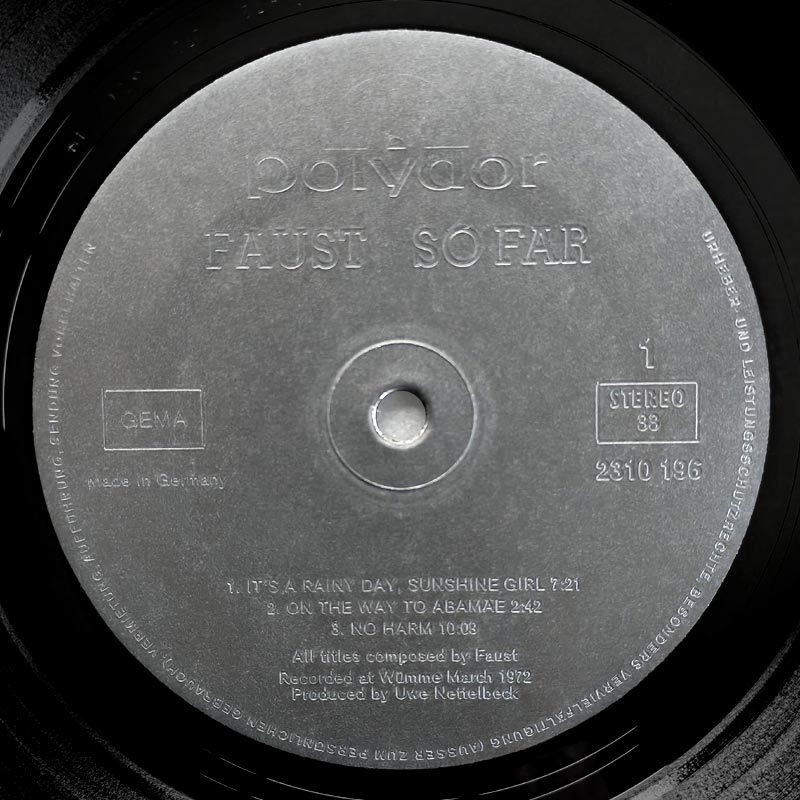 polydor
FAUST SO FAR
1
GEMA
STEREO
33
Made in Germany
2310 196
1. IT'S A RAINY DAY, SUNSHINE GIRL 7:21
2. ON THE WAY TO ABAMAE 2:42
3. NO HARM 10:03
All titles composed by Faust
Recorded at Wümme March 1972
Produced by Uwe Nettelbeck
URHEBER- UND LEISTUNGSSCHUTZRECHTE, BESONDERS VERVIELFÄLTIGUNG (AUSSER ZUM PERSÖNLICHEN GEBRAUCH), VERMIETUNG, AUFFÜHRUNG, SENDUNG VORBEHALTEN